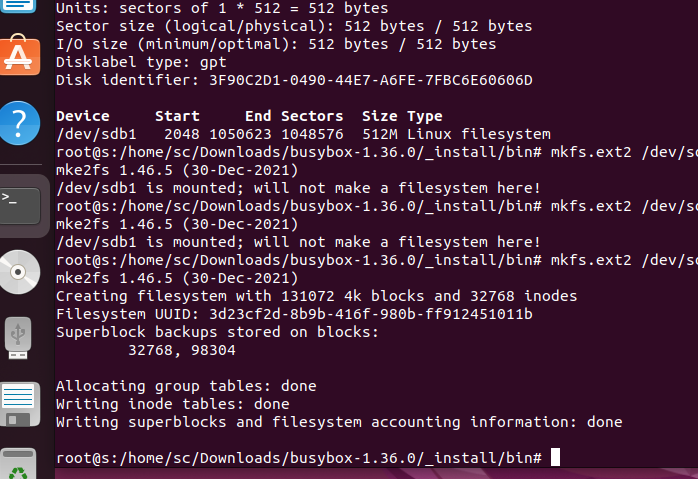 Units: sectors of 1 * 512 = 512 bytes
Sector size (logical/physical): 512 bytes / 512 bytes
I/O size (minimum/optimal): 512 bytes / 512 bytes
Disklabel type: gpt
Disk identifier: 3F90C2D1-0490-44E7-A6FE-7FBC6E60606D
Device     Start     End Sectors  Size Type
/dev/sdb1   2048 1050623 1048576  512M Linux filesystem
root@s:/home/sc/Downloads/busybox-1.36.0/_install/bin# mkfs.ext2 /dev/s
mke2fs 1.46.5 (30-Dec-2021)
/dev/sdb1 is mounted; will not make a filesystem here!
root@s:/home/sc/Downloads/busybox-1.36.0/_install/bin# mkfs.ext2 /dev/s
mke2fs 1.46.5 (30-Dec-2021)
/dev/sdb1 is mounted; will not make a filesystem here!
root@s:/home/sc/Downloads/busybox-1.36.0/_install/bin# mkfs.ext2 /dev/s
mke2fs 1.46.5 (30-Dec-2021)
Creating filesystem with 131072 4k blocks and 32768 inodes
Filesystem UUID: 3d23cf2d-8b9b-416f-980b-ff912451011b
Superblock backups stored on blocks:
        32768, 98304
Allocating group tables: done
Writing inode tables: done
Writing superblocks and filesystem accounting information: done
root@s:/home/sc/Downloads/busybox-1.36.0/_install/bin#